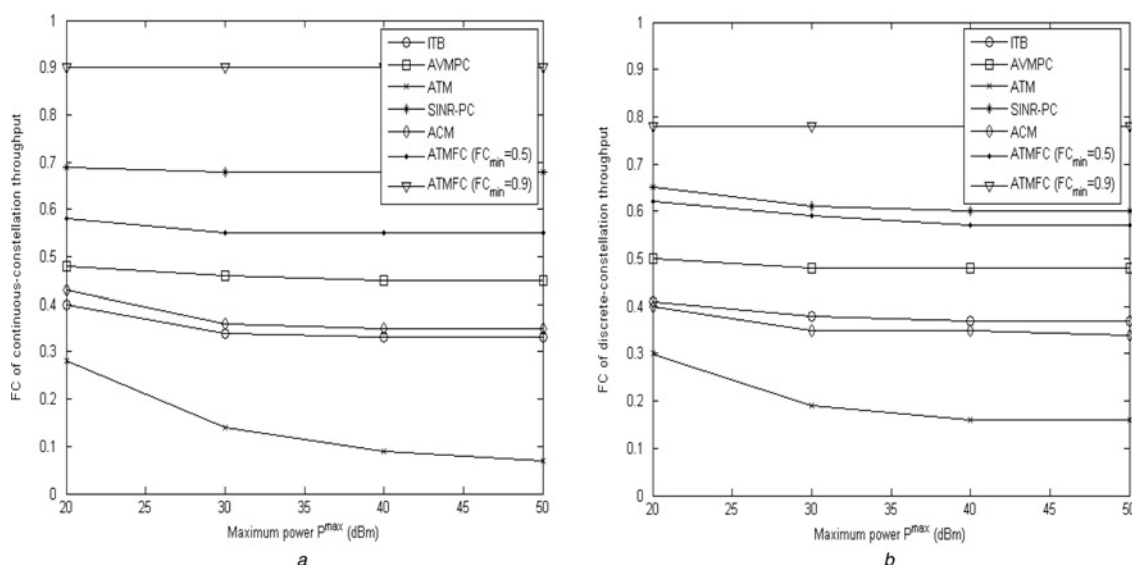 1
0.9
0.8
0.7
0.6
0.5
0.4
0.3
0.2
0.1
0
FC of continuous-constellation throughput
20
25
30
35
40
45
50
Maximum power P^max (dBm)
ITB
AVMPC
ATM
SINR-PC
ACM
ATMFC (FC_min=0.5)
ATMFC (FC_min=0.9)
a
1
0.9
0.8
0.7
0.6
0.5
0.4
0.3
0.2
0.1
0
FC of discrete-constellation throughput
20
25
30
35
40
45
50
Maximum power P^max (dBm)
ITB
AVMPC
ATM
SINR-PC
ACM
ATMFC (FC_min=0.5)
ATMFC (FC_min=0.9)
b